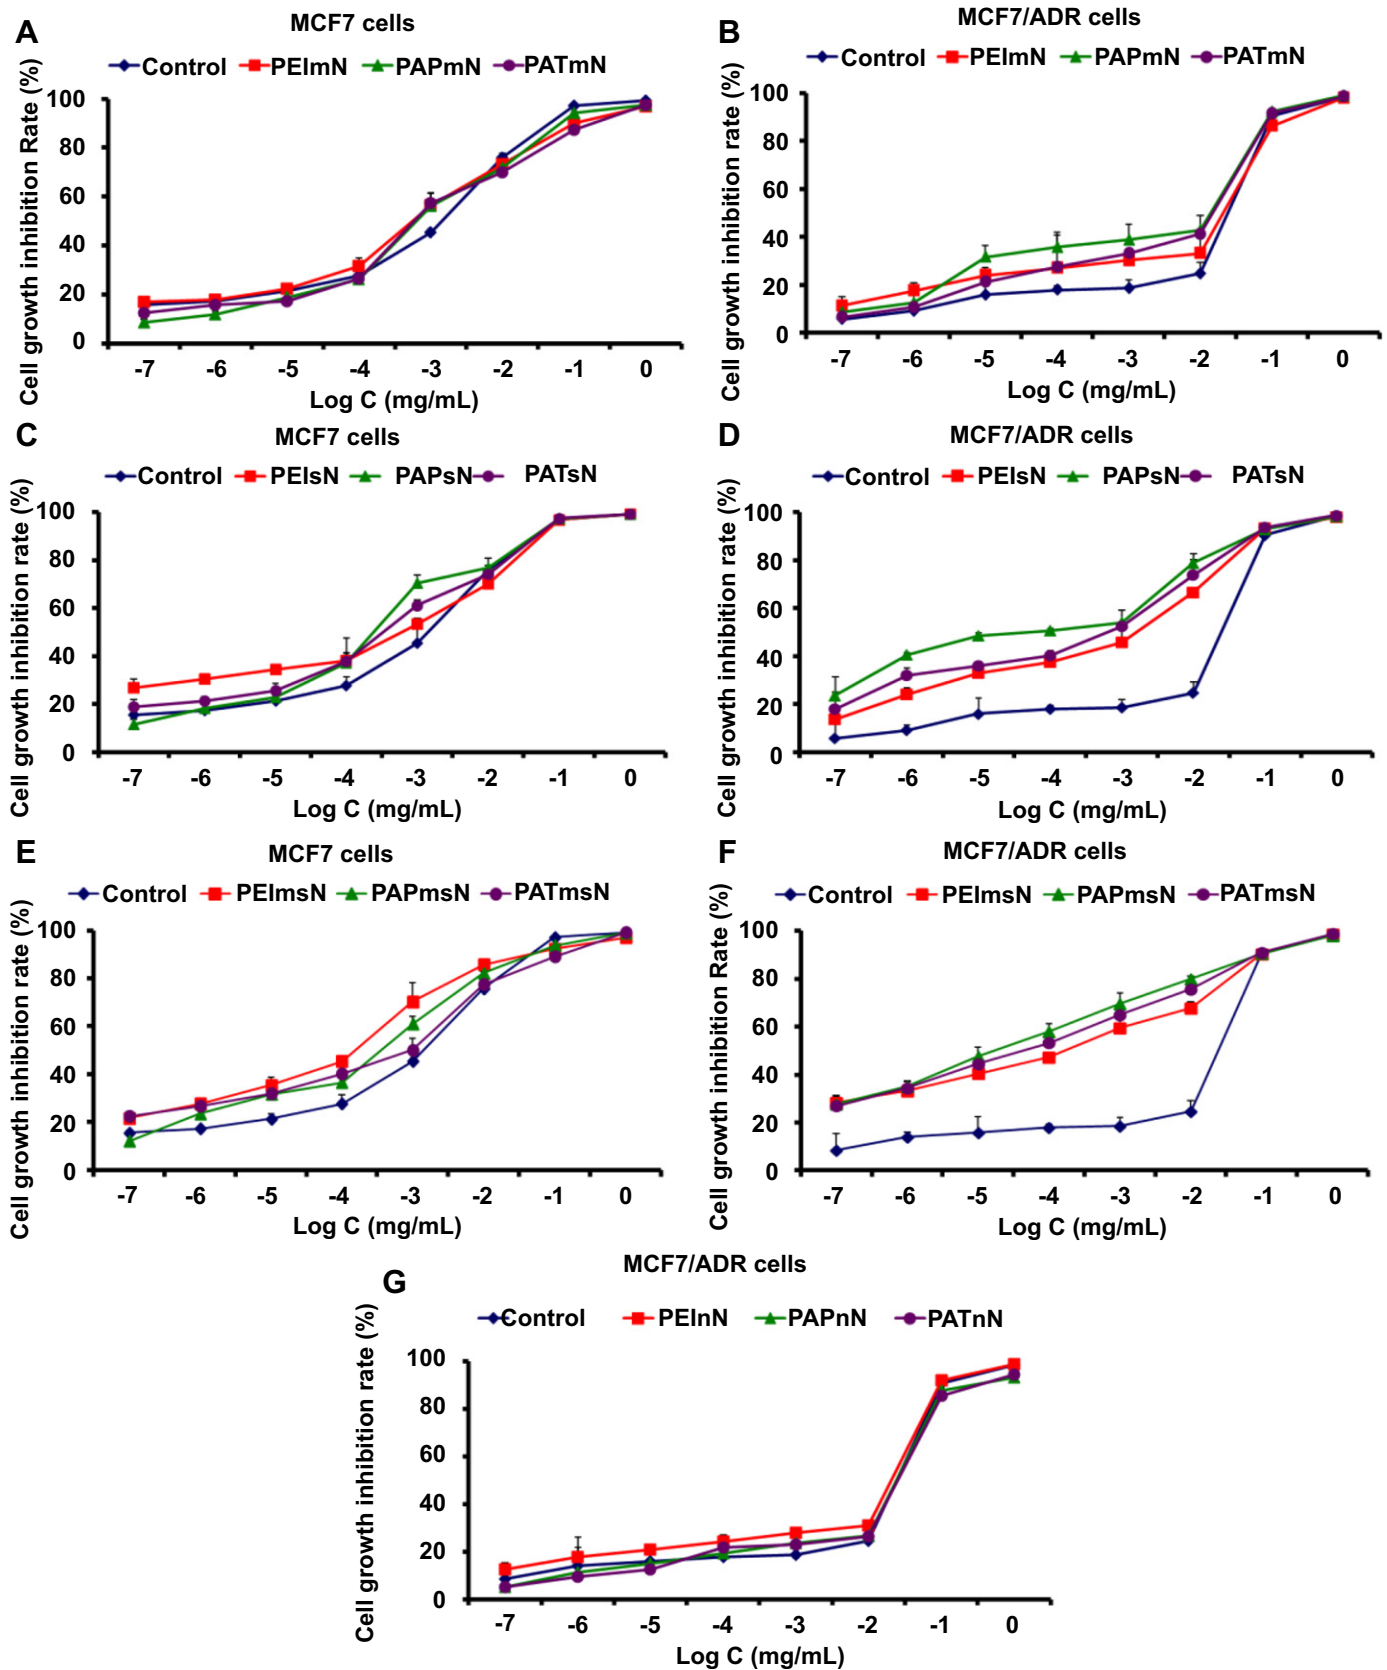 A
MCF7 cells
Control PEImN PAPmN PATmN
Cell growth inhibition Rate (%)
100
80
60
40
20
0
-7 -6 -5 -4 -3 -2 -1 0
Log C (mg/mL)
B
MCF7/ADR cells
Control PEImN PAPmN PATmN
Cell growth inhibition rate (%)
100
80
60
40
20
0
-7 -6 -5 -4 -3 -2 -1 0
Log C (mg/mL)
C
MCF7 cells
Control PEIsN PAPsN PATsN
Cell growth inhibition rate (%)
100
80
60
40
20
0
-7 -6 -5 -4 -3 -2 -1 0
Log C (mg/mL)
D
MCF7/ADR cells
Control PEIsN PAPsN PATsN
Cell growth inhibition rate (%)
100
80
60
40
20
0
-7 -6 -5 -4 -3 -2 -1 0
Log C (mg/mL)
E
MCF7 cells
Control PEImsN PAPmsN PATmsN
Cell growth inhibition rate (%)
100
80
60
40
20
0
-7 -6 -5 -4 -3 -2 -1 0
Log C (mg/mL)
F
MCF7/ADR cells
Control PEImsN PAPmsN PATmsN
Cell growth inhibition Rate (%)
100
80
60
40
20
0
-7 -6 -5 -4 -3 -2 -1 0
Log C (mg/mL)
G
MCF7/ADR cells
Control PEInN PAPnN PATnN
Cell growth inhibition rate (%)
100
80
60
40
20
0
-7 -6 -5 -4 -3 -2 -1 0
Log C (mg/mL)